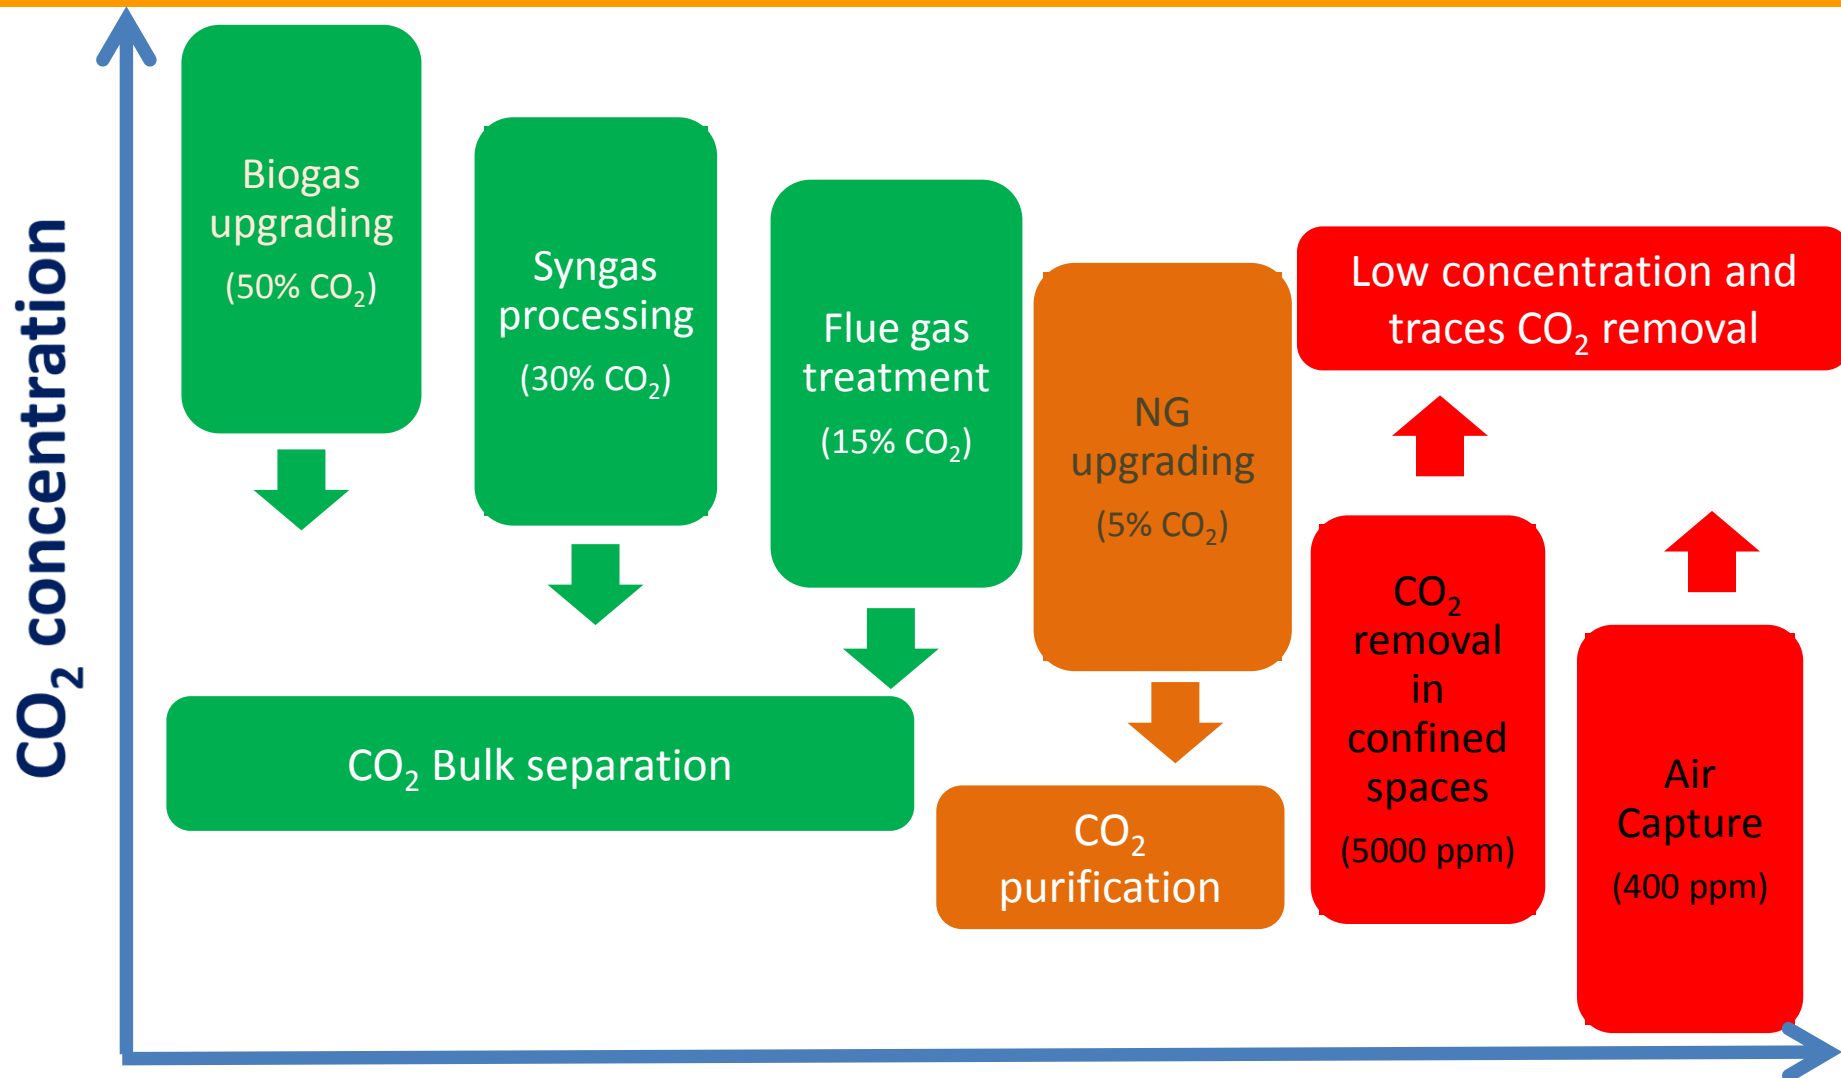 CO₂ concentration
Biogas
upgrading
(50% CO₂)
Syngas
processing
(30% CO₂)
Flue gas
treatment
(15% CO₂)
NG
upgrading
(5% CO₂)
Low concentration and
traces CO₂ removal
CO₂
removal
in
confined
spaces
(5000 ppm)
Air
Capture
(400 ppm)
CO₂ Bulk separation
CO₂
purification